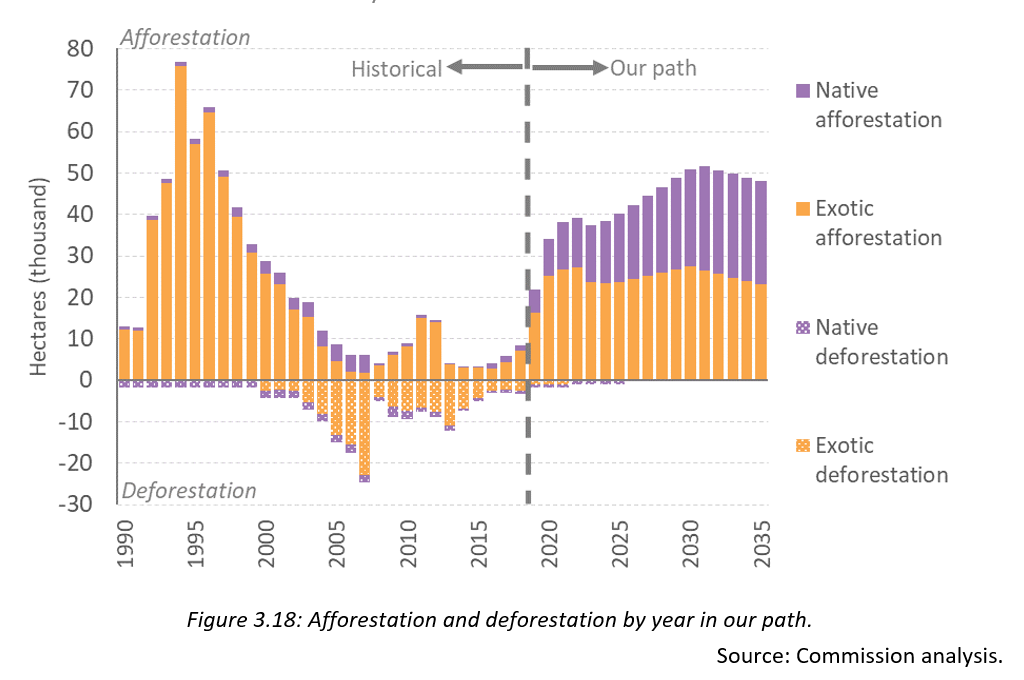 Afforestation
80
70
60
50
40
30
20
10
0
-10
-20
-30
Hectares (thousand)
Historical
Our path
Deforestation
1990
1995
2000
2005
2010
2015
2020
2025
2030
2035
Native
afforestation
Exotic
afforestation
Native
deforestation
Exotic
deforestation
Figure 3.18: Afforestation and deforestation by year in our path.
Source: Commission analysis.